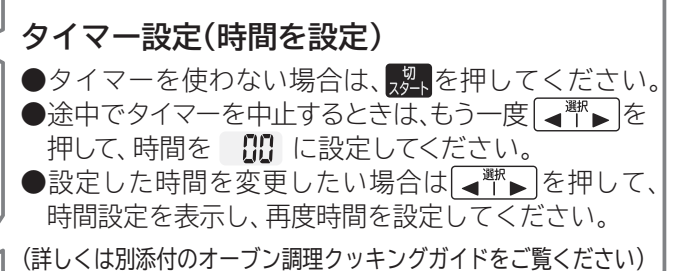 タイマー設定(時間を設定)
●タイマーを使わない場合は、切スタートを押してください。
●途中でタイマーを中止するときは、もう一度◀選択▶を
押して、時間を 00 に設定してください。
●設定した時間を変更したい場合は◀選択▶を押して、
時間設定を表示し、再度時間を設定してください。
(詳しくは別添付のオーブン調理クッキングガイドをご覧ください)